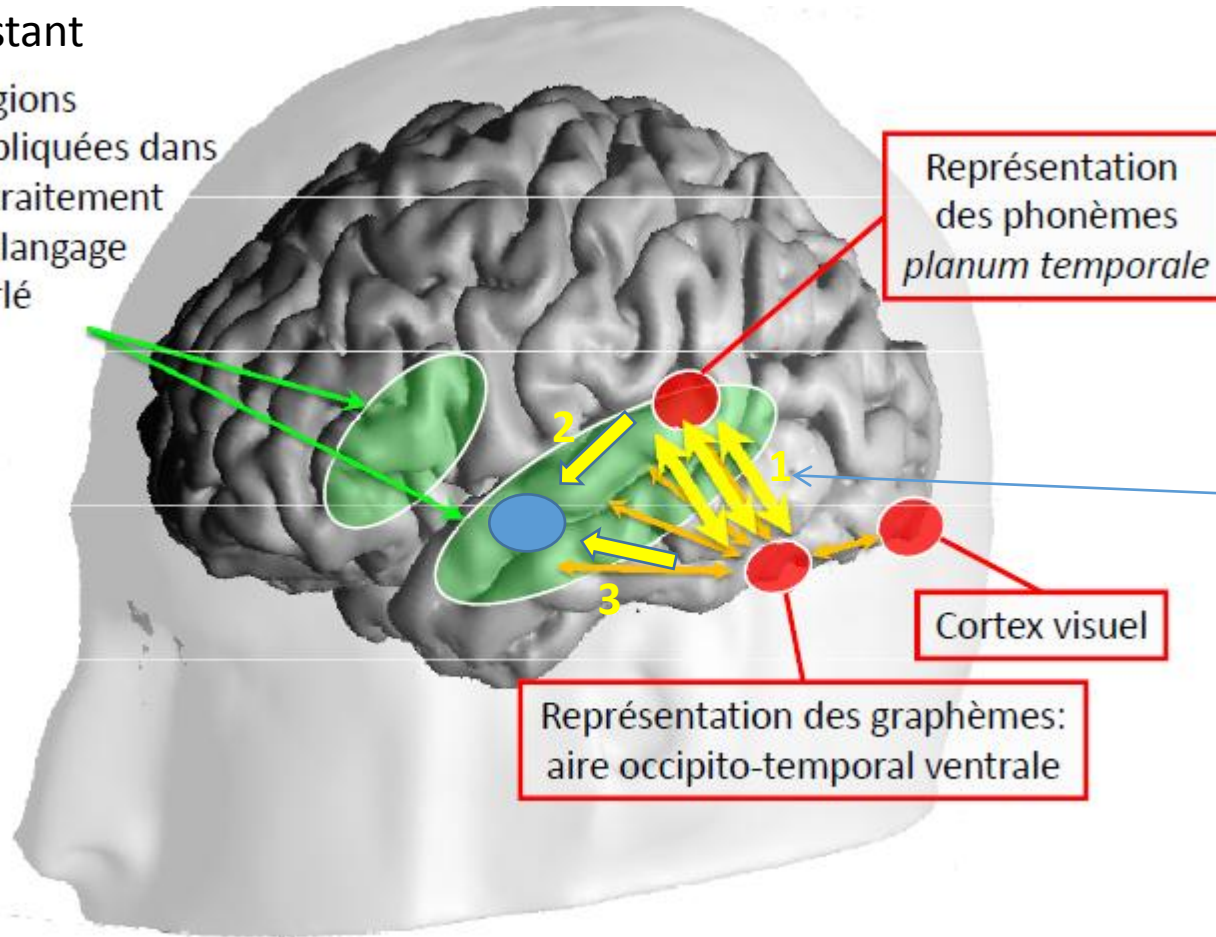 stant
gions
pliquées dans
raitement
langage
rlé
Représentation
des phonèmes
planum temporale
2
1
3
Cortex visuel
Représentation des graphèmes:
aire occipito-temporal ventrale